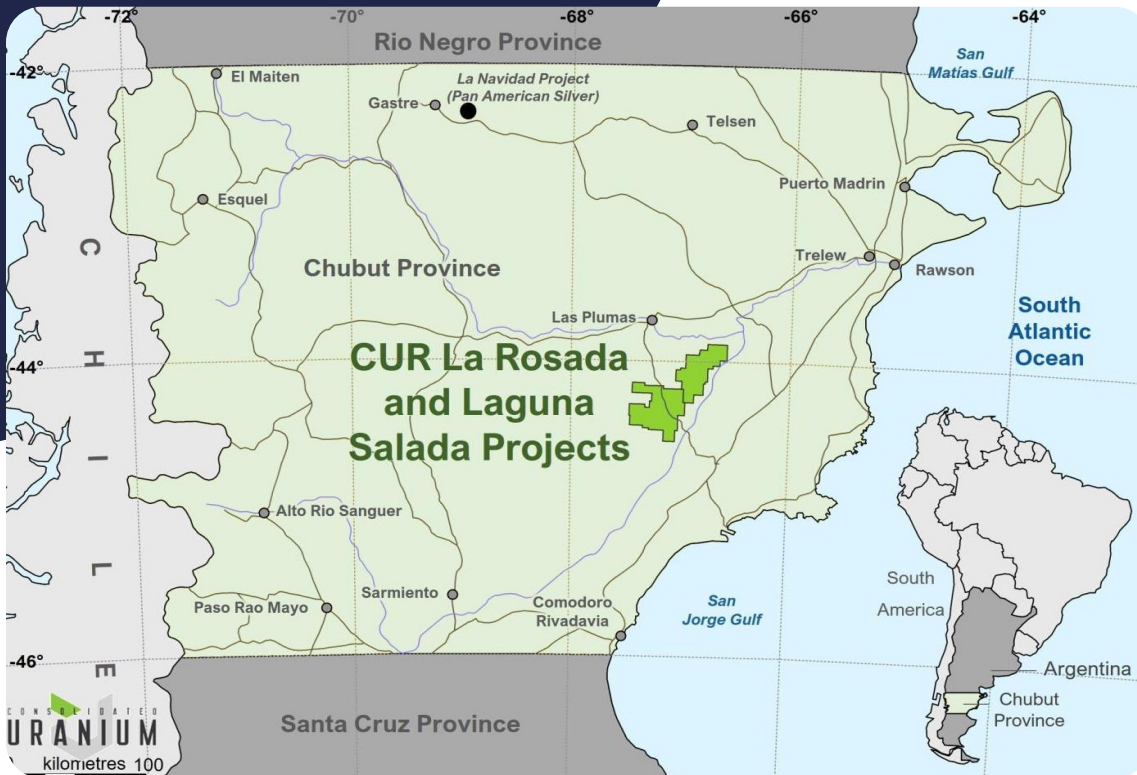 -72°
-70°
-68°
-66°
-64°
Rio Negro Province
San
Matías Gulf
-42°
El Maiten
La Navidad Project
(Pan American Silver)
Gastre
Telsen
Puerto Madrin
Esquel
Trelew
Rawson
Chubut Province
Las Plumas
South
Atlantic
Ocean
-44°
CUR La Rosada
and Laguna
Salada Projects
CHILE
Alto Rio Sanguer
Sarmiento
Paso Rao Mayo
Comodoro
Rivadavia
San
Jorge Gulf
South
America
-46°
Argentina
Chubut
Province
Santa Cruz Province
CONSOLIDATED
URANIUM
kilometres 100